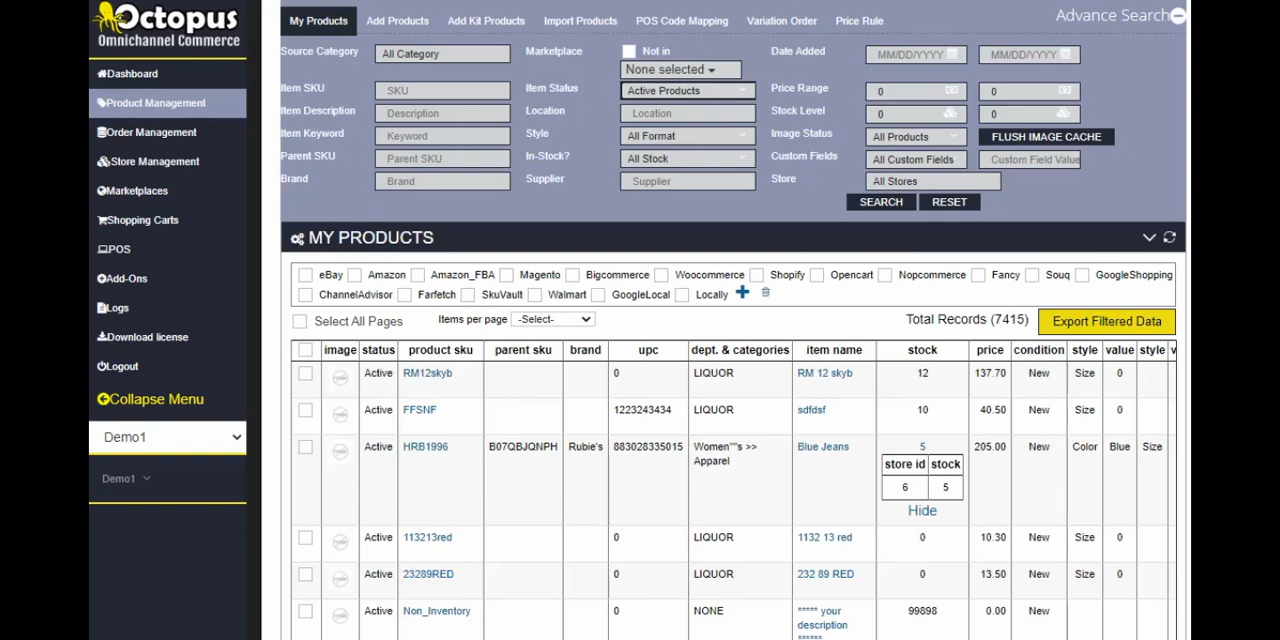 Octopus
Omnichannel Commerce
Dashboard
Product Management
Order Management
Store Management
Marketplaces
Shopping Carts
POS
Add-Ons
Logs
Download license
Logout
Collapse Menu
Demo1
Demo1
My Products Add Products Add Kit Products Import Products POS Code Mapping Variation Order Price Rule Advance Search
Source Category All Category Marketplace Not in Date Added MM/DD/YYYY MM/DD/YYYY
None selected
Item SKU SKU Item Status Active Products Price Range 0 0
Item Description Description Location Location Stock Level 0 0
Item Keyword Keyword Style All Format Image Status All Products FLUSH IMAGE CACHE
Parent SKU Parent SKU In-Stock? All Stock Custom Fields All Custom Fields Custom Field Value
Brand Brand Supplier Supplier Store All Stores
SEARCH RESET
MY PRODUCTS
eBay Amazon Amazon_FBA Magento Bigcommerce Woocommerce Shopify Opencart Nopcommerce Fancy Souq GoogleShopping
ChannelAdvisor Farfetch SkuVault Walmart GoogleLocal Locally
Select All Pages Items per page -Select- Total Records (7415) Export Filtered Data
image status product sku parent sku brand upc dept. & categories item name stock price condition style value style v
Active RM12skyb 0 LIQUOR RM 12 skyb 12 137.70 New Size 0
Active FFSNF 1223243434 LIQUOR sdfdsf 10 40.50 New Size 0
Active HRB1996 B07QBJQNPH Rubie's 883028335015 Women""s >> Blue Jeans 5 205.00 New Color Blue Size
Apparel
store id stock
6 5
Hide
Active 113213red 0 LIQUOR 1132 13 red 0 10.30 New Size 0
Active 23289RED 0 LIQUOR 232 89 RED 0 13.50 New Size 0
Active Non_Inventory 0 NONE ***** your 99898 0.00 New
description
******